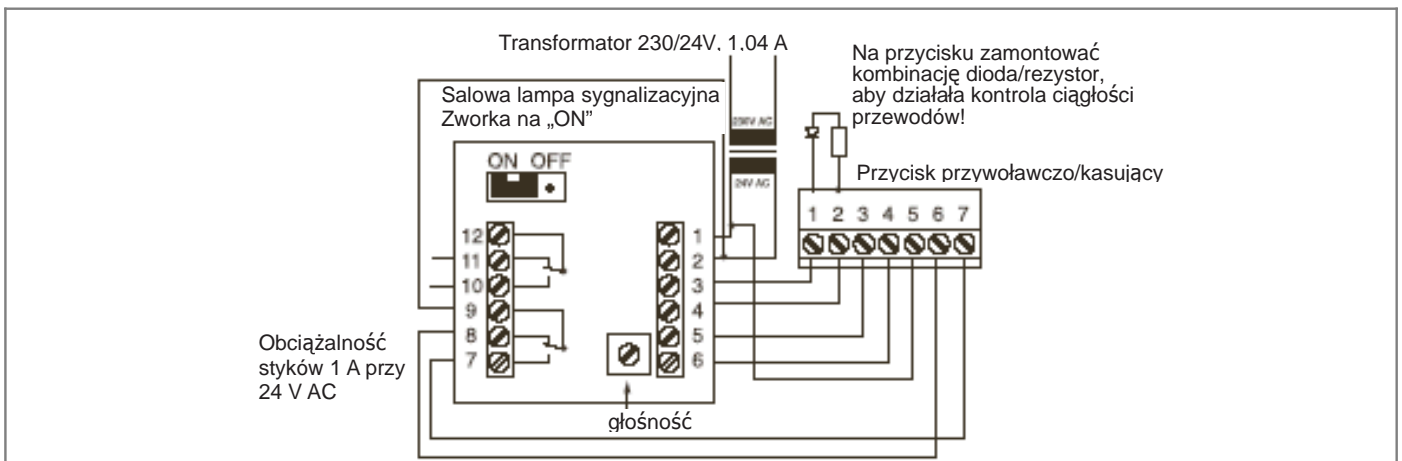 Transformator 230/24V, 1,04 A
Na przycisku zamontować
kombinację dioda/rezystor,
aby działała kontrola ciągłości
przewodów!
Salowa lampa sygnalizacyjna
Zworka na „ON”
230V AC
24V AC
ON OFF
Przycisk przywoławczo/kasujący
1 2 3 4 5 6 7
12
11
10
9
8
7
1
2
3
4
5
6
Obciążalność
styków 1 A przy
24 V AC
głośność